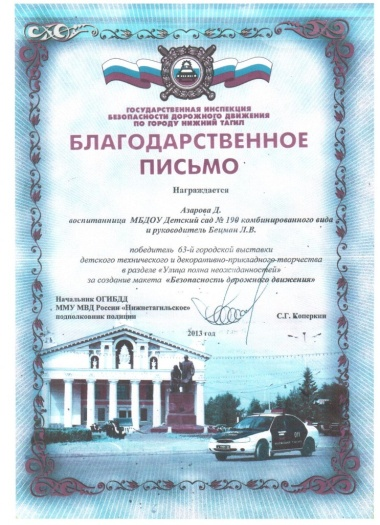 ГОСУДАРСТВЕННАЯ ИНСПЕКЦИЯ
БЕЗОПАСНОСТИ ДОРОЖНОГО ДВИЖЕНИЯ
ПО ГОРОДУ НИЖНИЙ ТАГИЛ
БЛАГОДАРСТВЕННОЕ
ПИСЬМО
Награждается
Азарова Д.
воспитанница МБДОУ Детский сад № 190 комбинированного вида
и руководитель Бецман Л.В.
победитель 63-й городской выставки
детского технического и декоративно-прикладного творчества
в разделе «Улица полна неожиданностей»
за создание макета «Безопасность дорожного движения»
Начальник ОГИБДД
ММУ МВД России «Нижнетагильское»
подполковник полиции
С.Г. Коперкин
2013 год